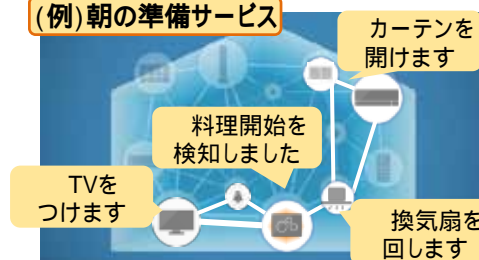 (例)朝の準備サービス
カーテンを
開けます
料理開始を
検知しました
TVを
つけます
換気扇を
回します